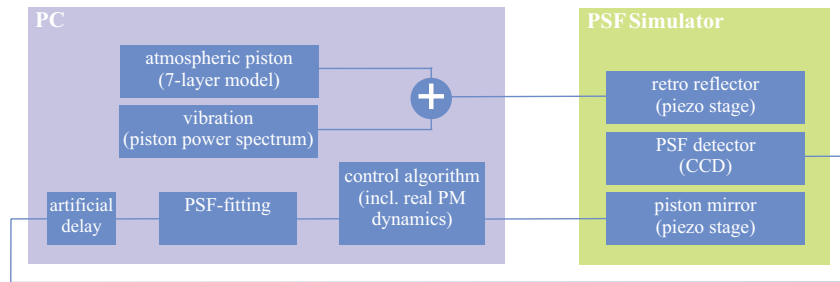 PC
atmospheric piston
(7-layer model)
vibration
(piston power spectrum)
+
artificial
delay
PSF-fitting
control algorithm
(incl. real PM
dynamics)
PSF Simulator
retro reflector
(piezo stage)
PSF detector
(CCD)
piston mirror
(piezo stage)